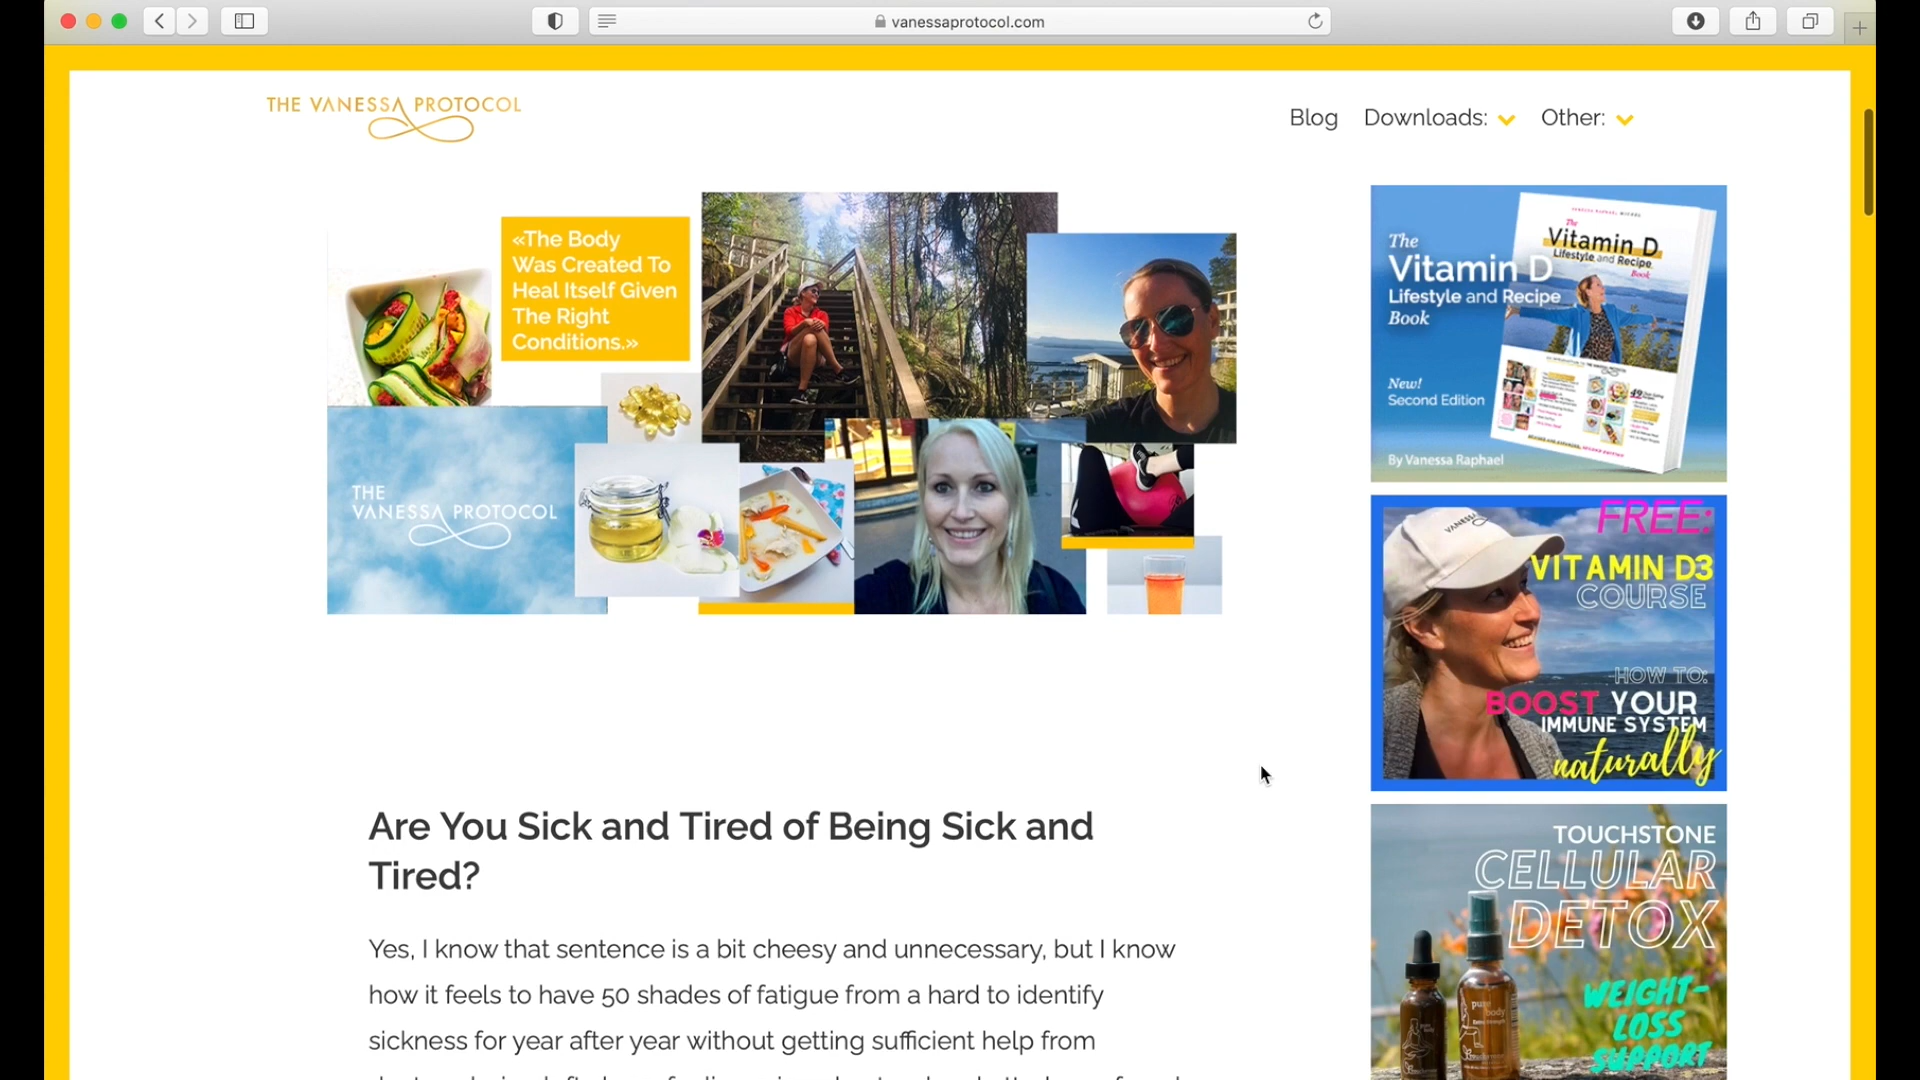 vanessaprotocol.com
THE VANESSA PROTOCOL
Blog
Downloads:
Other:
«The Body
Was Created To
Heal Itself Given
The Right
Conditions.»
THE
VANESSA PROTOCOL
The
Vitamin D
Lifestyle and Recipe
Book
New!
Second Edition
By Vanessa Raphael
The
Vitamin D
Lifestyle and Recipe
Book
FREE:
VITAMIN D3
COURSE
HOW TO:
BOOST YOUR
IMMUNE SYSTEM
naturally
TOUCHSTONE
CELLULAR
DETOX
WEIGHT-
LOSS
SUPPORT
pure
body
Are You Sick and Tired of Being Sick and
Tired?
Yes, I know that sentence is a bit cheesy and unnecessary, but I know
how it feels to have 50 shades of fatigue from a hard to identify
sickness for year after year without getting sufficient help from